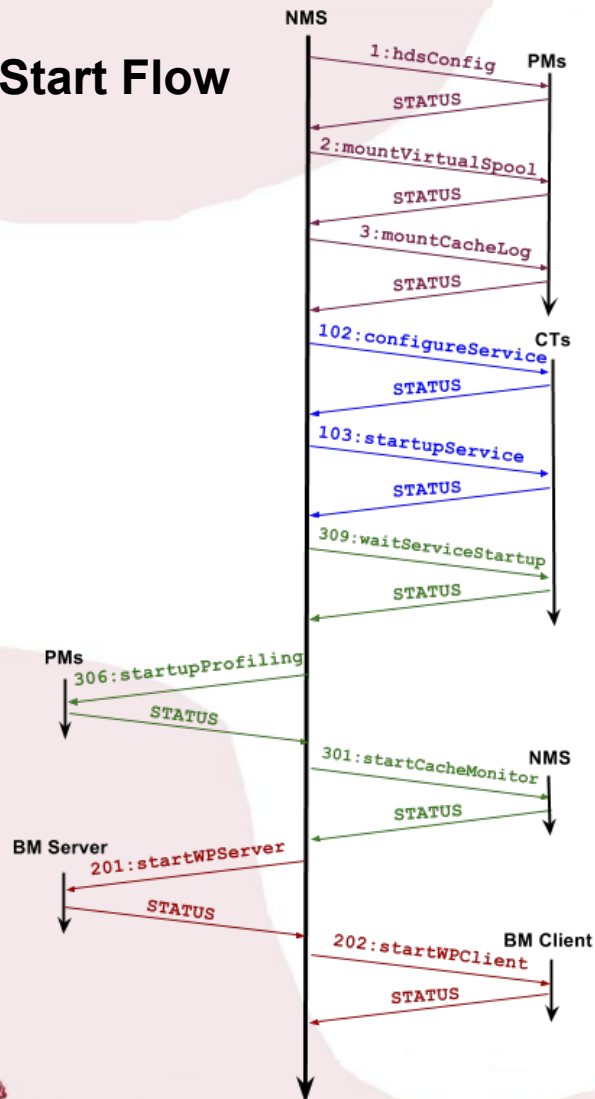 NMS
Start Flow
1:hdsConfig
PMs
STATUS
2:mountVirtualSpool
STATUS
3:mountCacheLog
STATUS
102:configureService
CTs
STATUS
103:startupService
STATUS
309:waitServiceStartup
STATUS
PMs
306:startupProfiling
STATUS
301:startCacheMonitor
NMS
STATUS
BM Server
201:startWPServer
STATUS
202:startWPClient
BM Client
STATUS